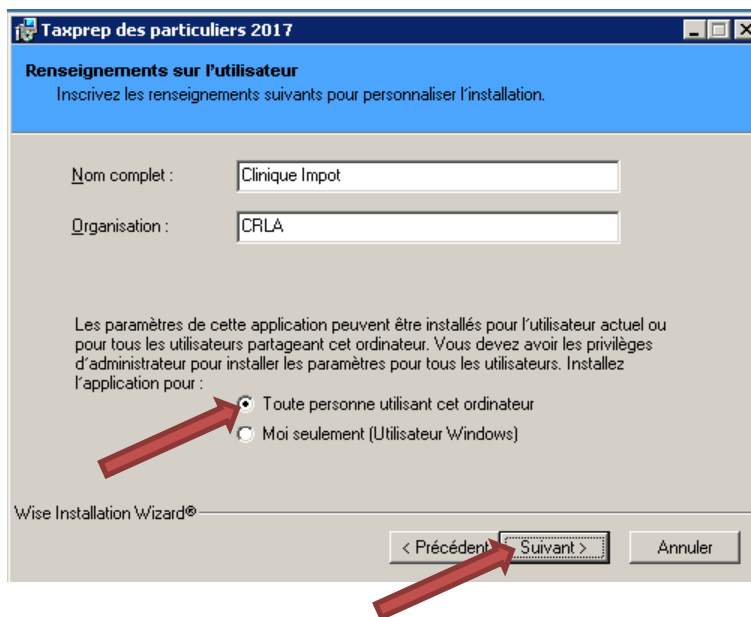 Taxprep des particuliers 2017
Renseignements sur l'utilisateur
Inscrivez les renseignements suivants pour personnaliser l'installation.
Nom complet : Clinique Impot
Organisation : CRLA
Les paramètres de cette application peuvent être installés pour l'utilisateur actuel ou
pour tous les utilisateurs partageant cet ordinateur. Vous devez avoir les privilèges
d'administrateur pour installer les paramètres pour tous les utilisateurs. Installez
l'application pour :
Toute personne utilisant cet ordinateur
Moi seulement (Utilisateur Windows)
Wise Installation Wizard®
< Précédent Suivant > Annuler